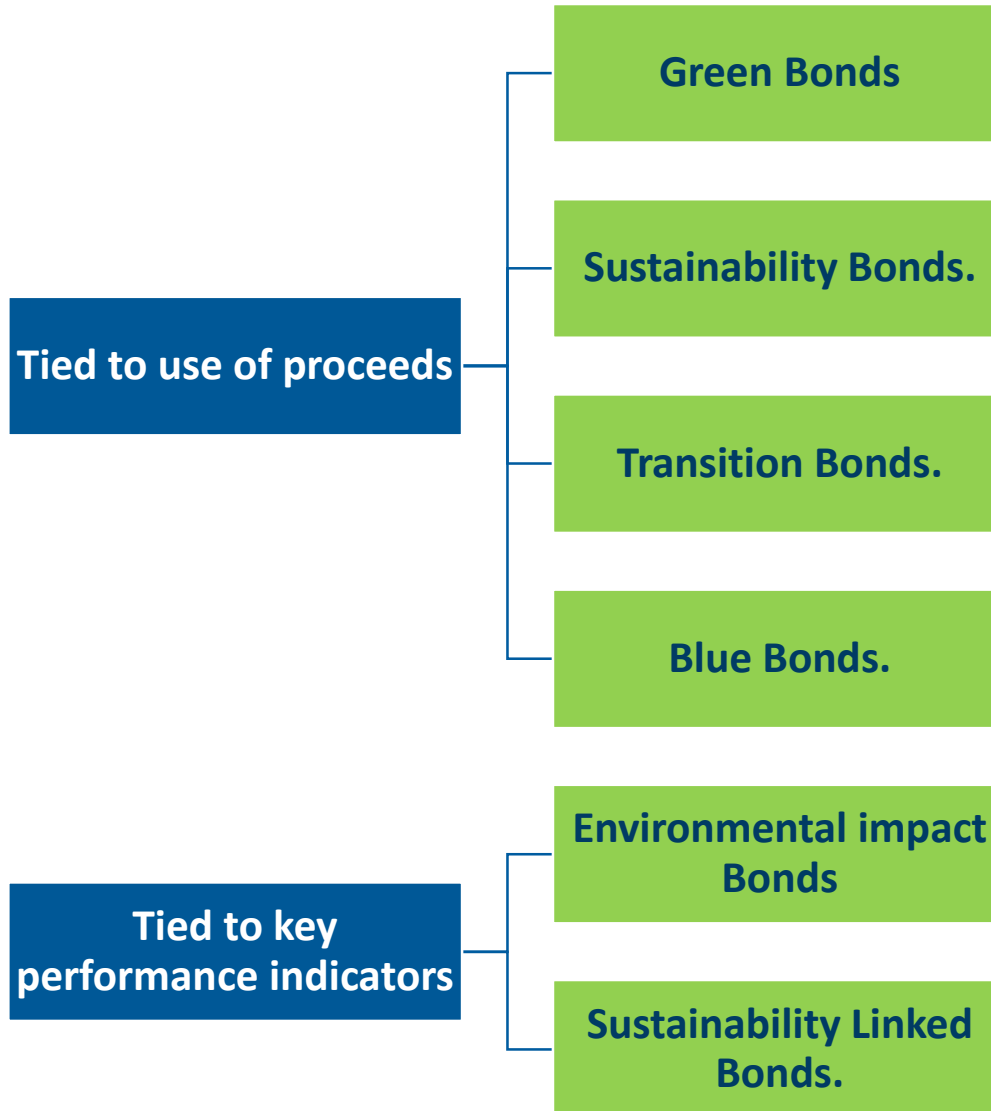 Tied to use of proceeds
Green Bonds
Sustainability Bonds.
Transition Bonds.
Blue Bonds.
Tied to key
performance indicators
Environmental impact
Bonds
Sustainability Linked
Bonds.